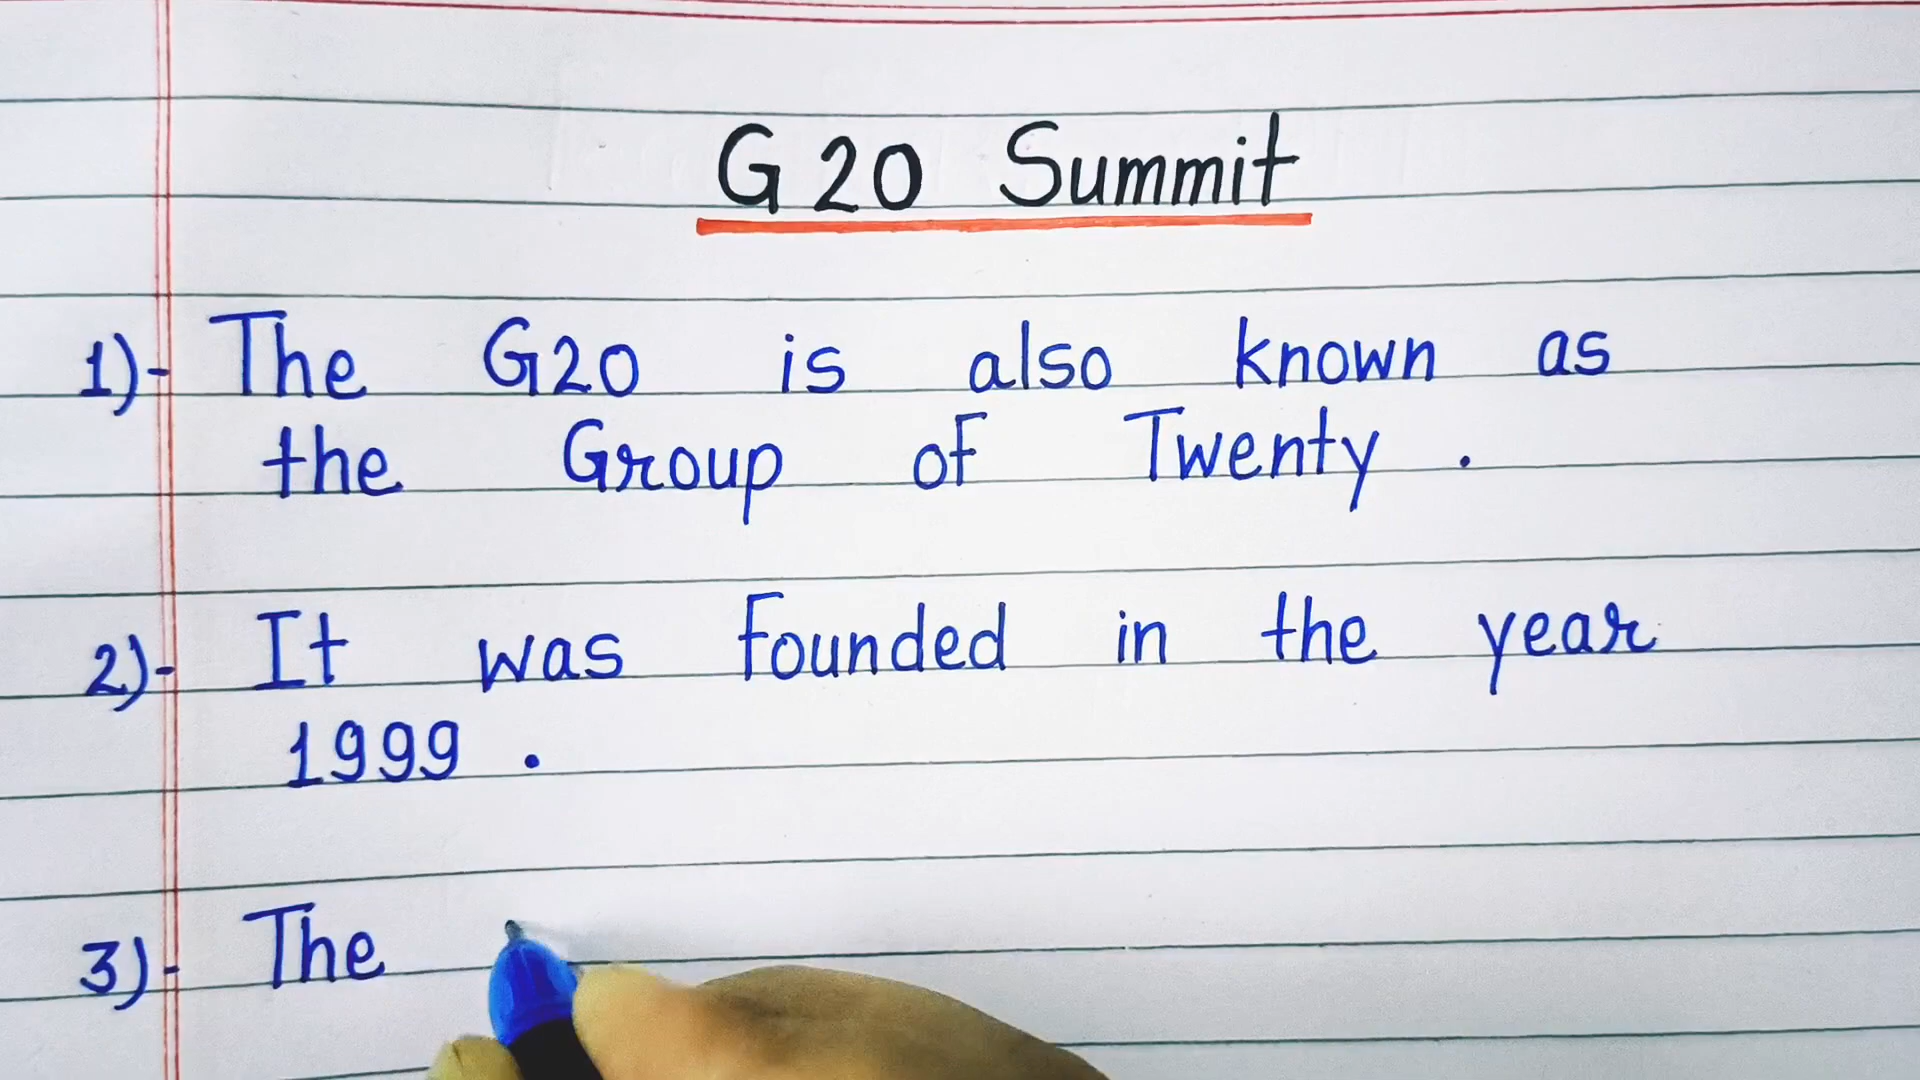 G20 Summit
1)- The G20 is also known as
the Group of Twenty .
2)- It was founded in the year
1999 .
3)- The